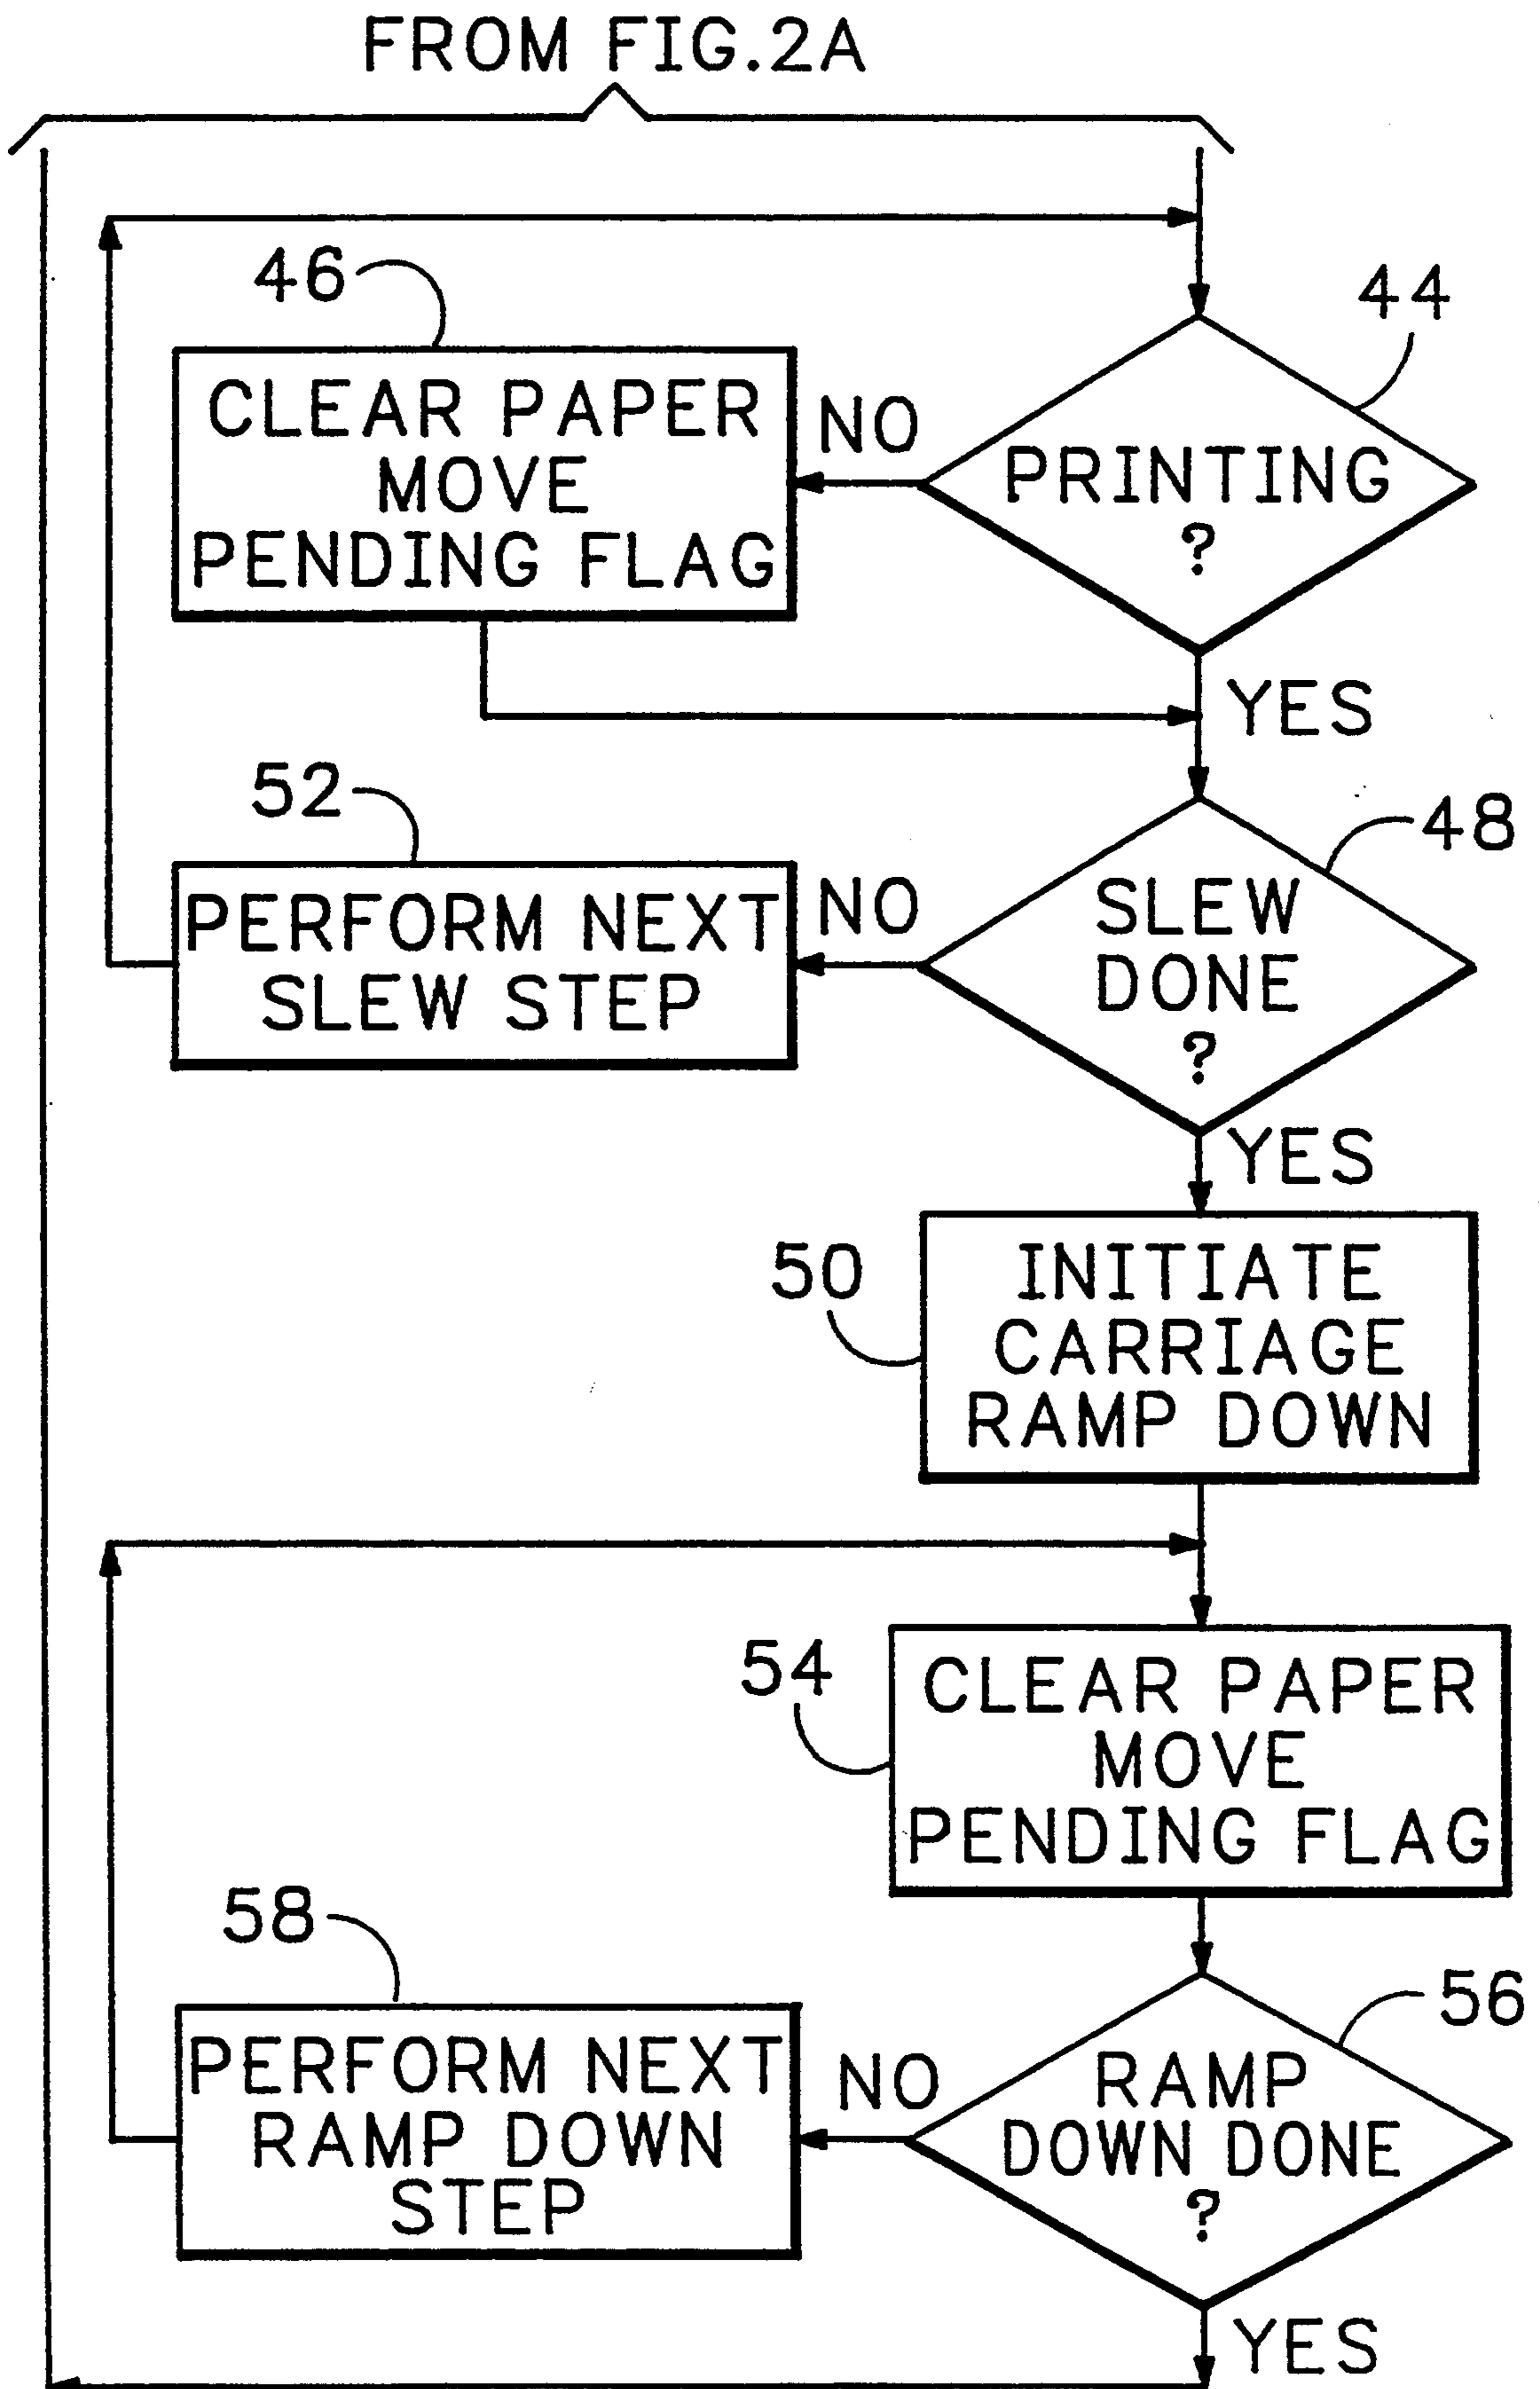 FROM FIG.2A
46
44
CLEAR PAPER
MOVE
PENDING FLAG
NO
PRINTING
?
YES
52
48
PERFORM NEXT
SLEW STEP
NO
SLEW
DONE
?
YES
50
INITIATE
CARRIAGE
RAMP DOWN
54
CLEAR PAPER
MOVE
PENDING FLAG
58
56
PERFORM NEXT
RAMP DOWN
STEP
NO
RAMP
DOWN DONE
?
YES